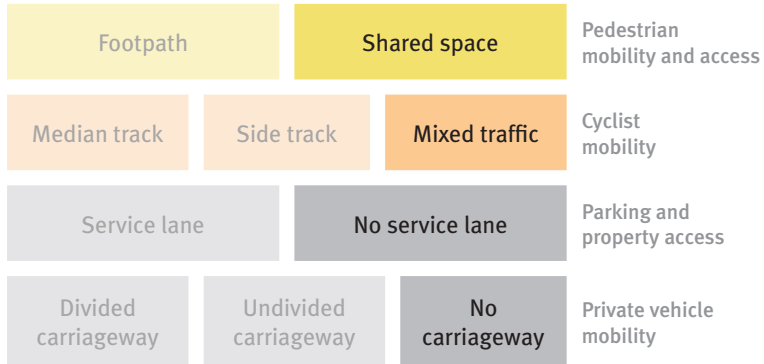 Footpath
Shared space
Pedestrian
mobility and access
Median track
Side track
Mixed traffic
Cyclist
mobility
Service lane
No service lane
Parking and
property access
Divided
carriageway
Undivided
carriageway
No
carriageway
Private vehicle
mobility